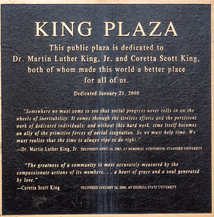 KING PLAZA
This public plaza is dedicated to
Dr. Martin Luther King, Jr. and Coretta Scott King,
both of whom made this world a better place
for all of us.
Dedicated January 21, 2008
"Somewhere we must come to see that social progress never rolls in on the
wheels of inevitability. It comes through the tireless efforts and the persistent
work of dedicated individuals; and without this hard work, time itself becomes
an ally of the primitive forces of social stagnation. So we must help time. We
must realize that the time is always ripe to do right."
—Dr. Martin Luther King, Jr.
"The greatness of a community is most accurately measured by the
compassionate actions of its members, . . . a heart of grace and a soul generated
by love."
—Coretta Scott King AT GEORGIA STATE UNIVERSITY